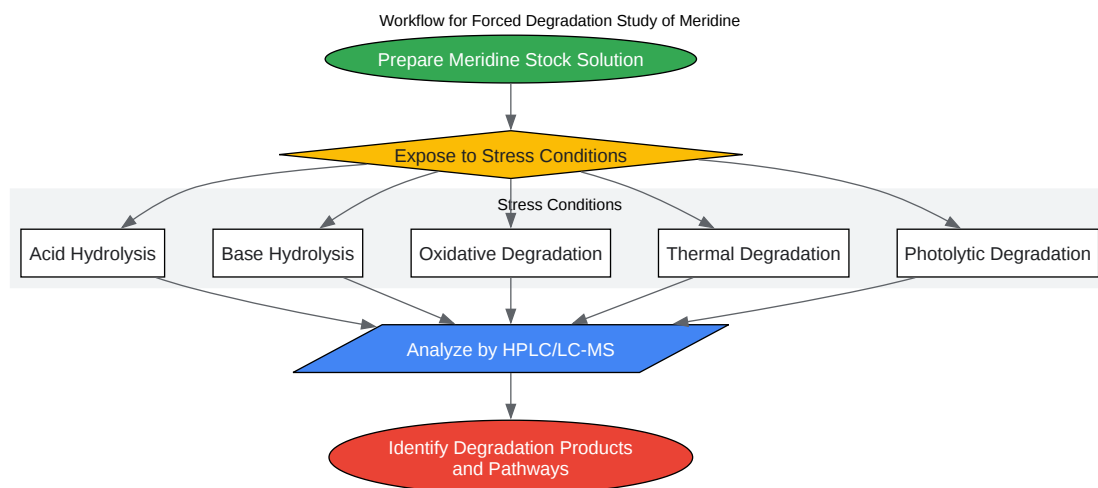 Workflow for Forced Degradation Study of Meridine
Prepare Meridine Stock Solution
Expose to Stress Conditions
Stress Conditions
Acid Hydrolysis
Base Hydrolysis
Oxidative Degradation
Thermal Degradation
Photolytic Degradation
Analyze by HPLC/LC-MS
Identify Degradation Products
and Pathways